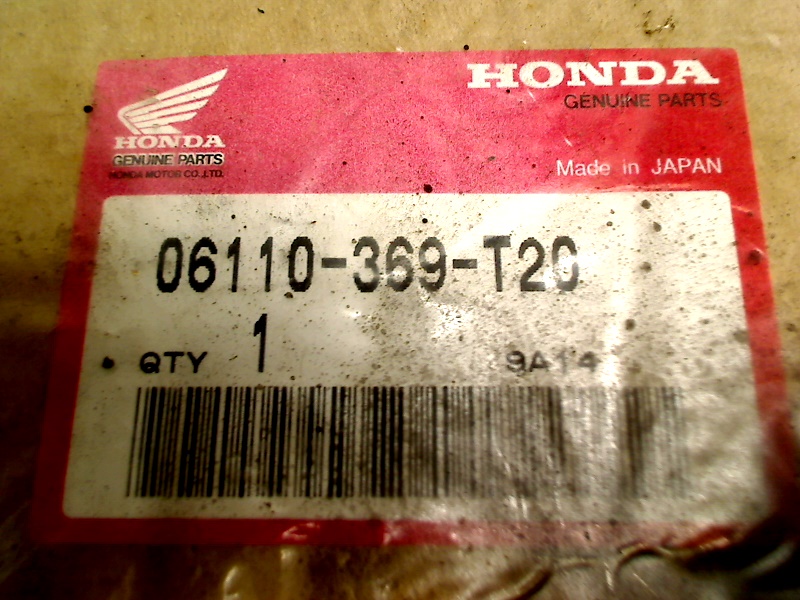 HONDA
GENUINE PARTS
HONDA MOTOR CO.,LTD.
HONDA
GENUINE PARTS
Made in JAPAN
06110-369-T20
QTY 1
9A14